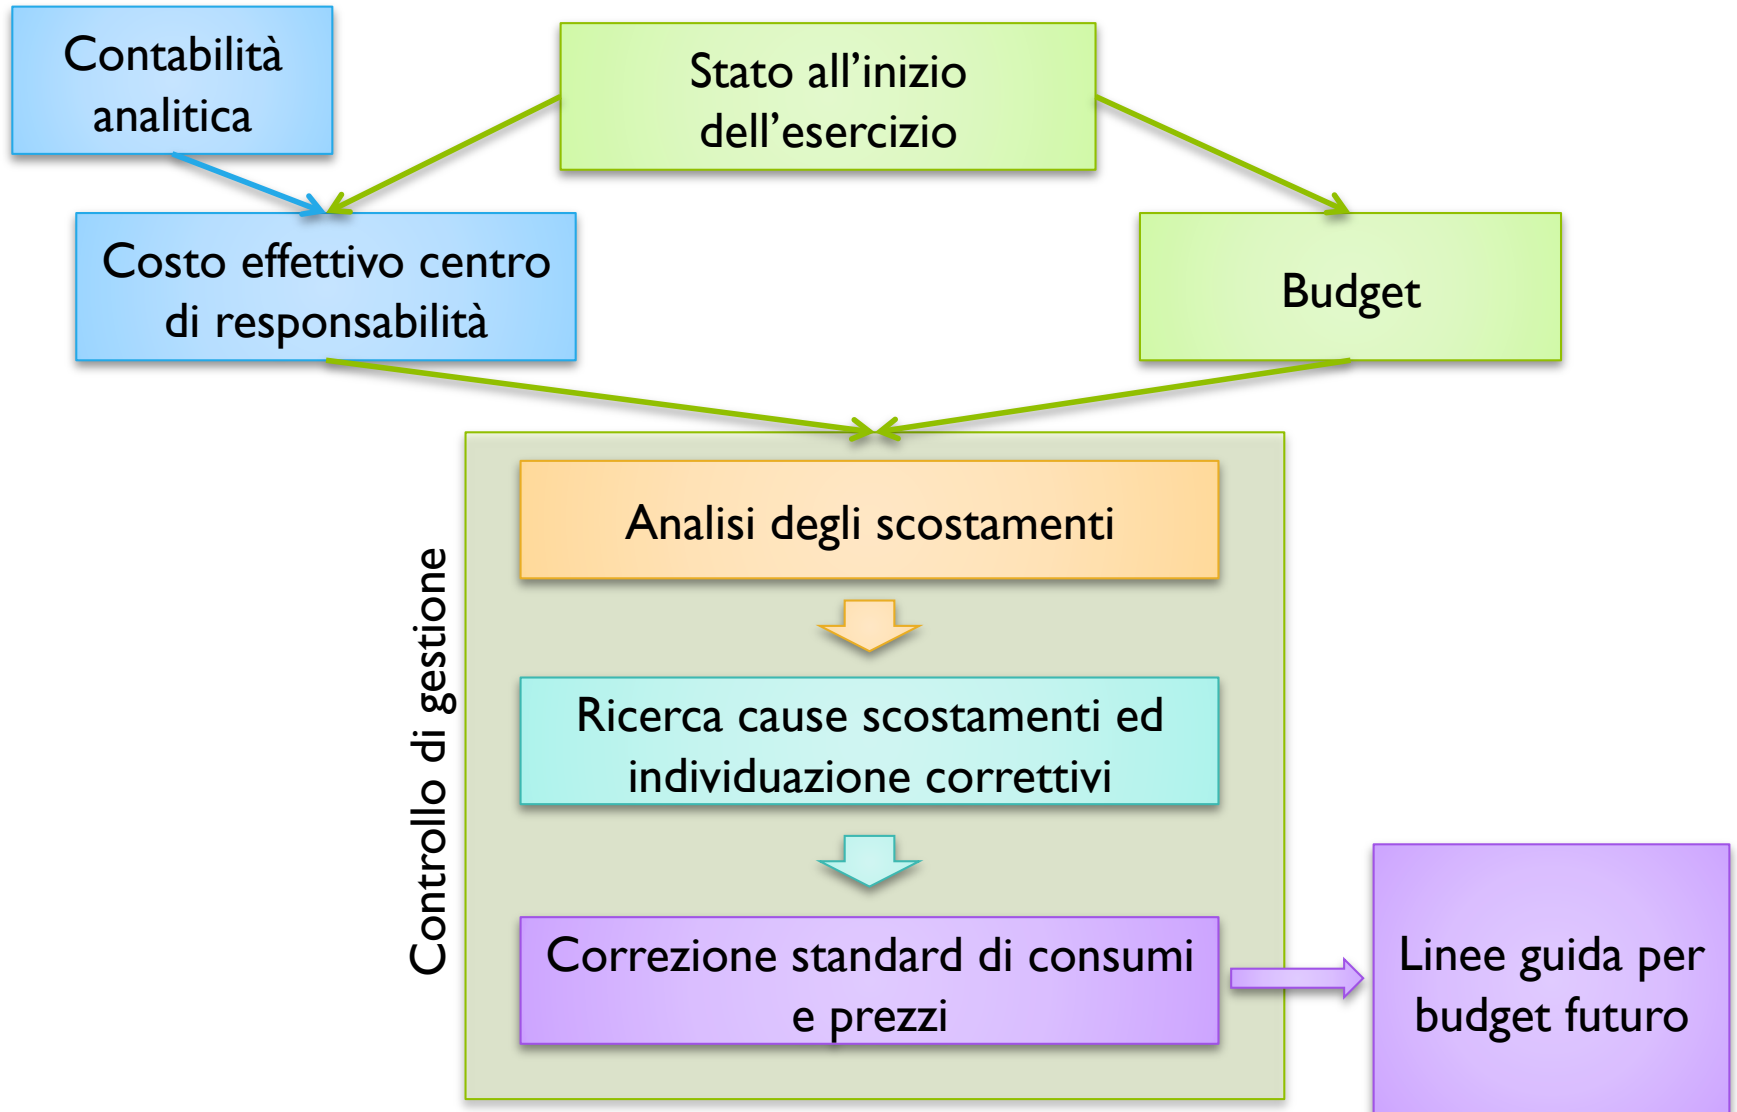 Contabilità
analitica
Stato all’inizio
dell’esercizio
Costo effettivo centro
di responsabilità
Budget
Controllo di gestione
Analisi degli scostamenti
Ricerca cause scostamenti ed
individuazione correttivi
Correzione standard di consumi
e prezzi
Linee guida per
budget futuro